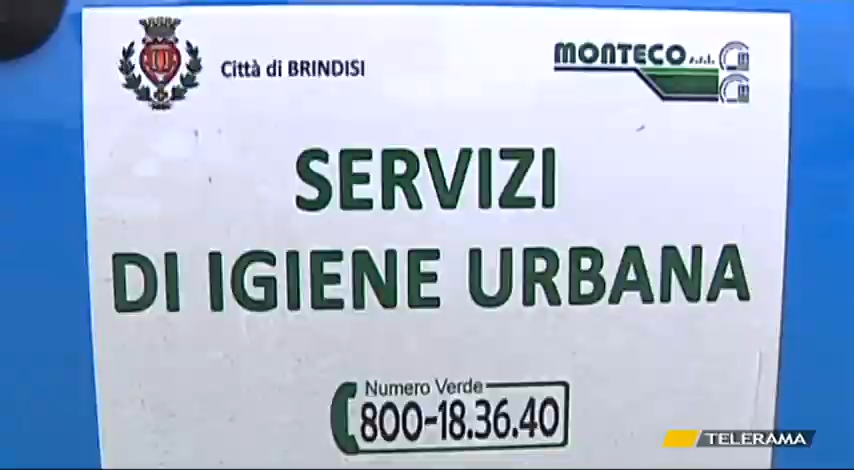 Città di BRINDISI
MONTECO s.r.l.
SERVIZI
DI IGIENE URBANA
Numero Verde
800-18.36.40
TELERAMA